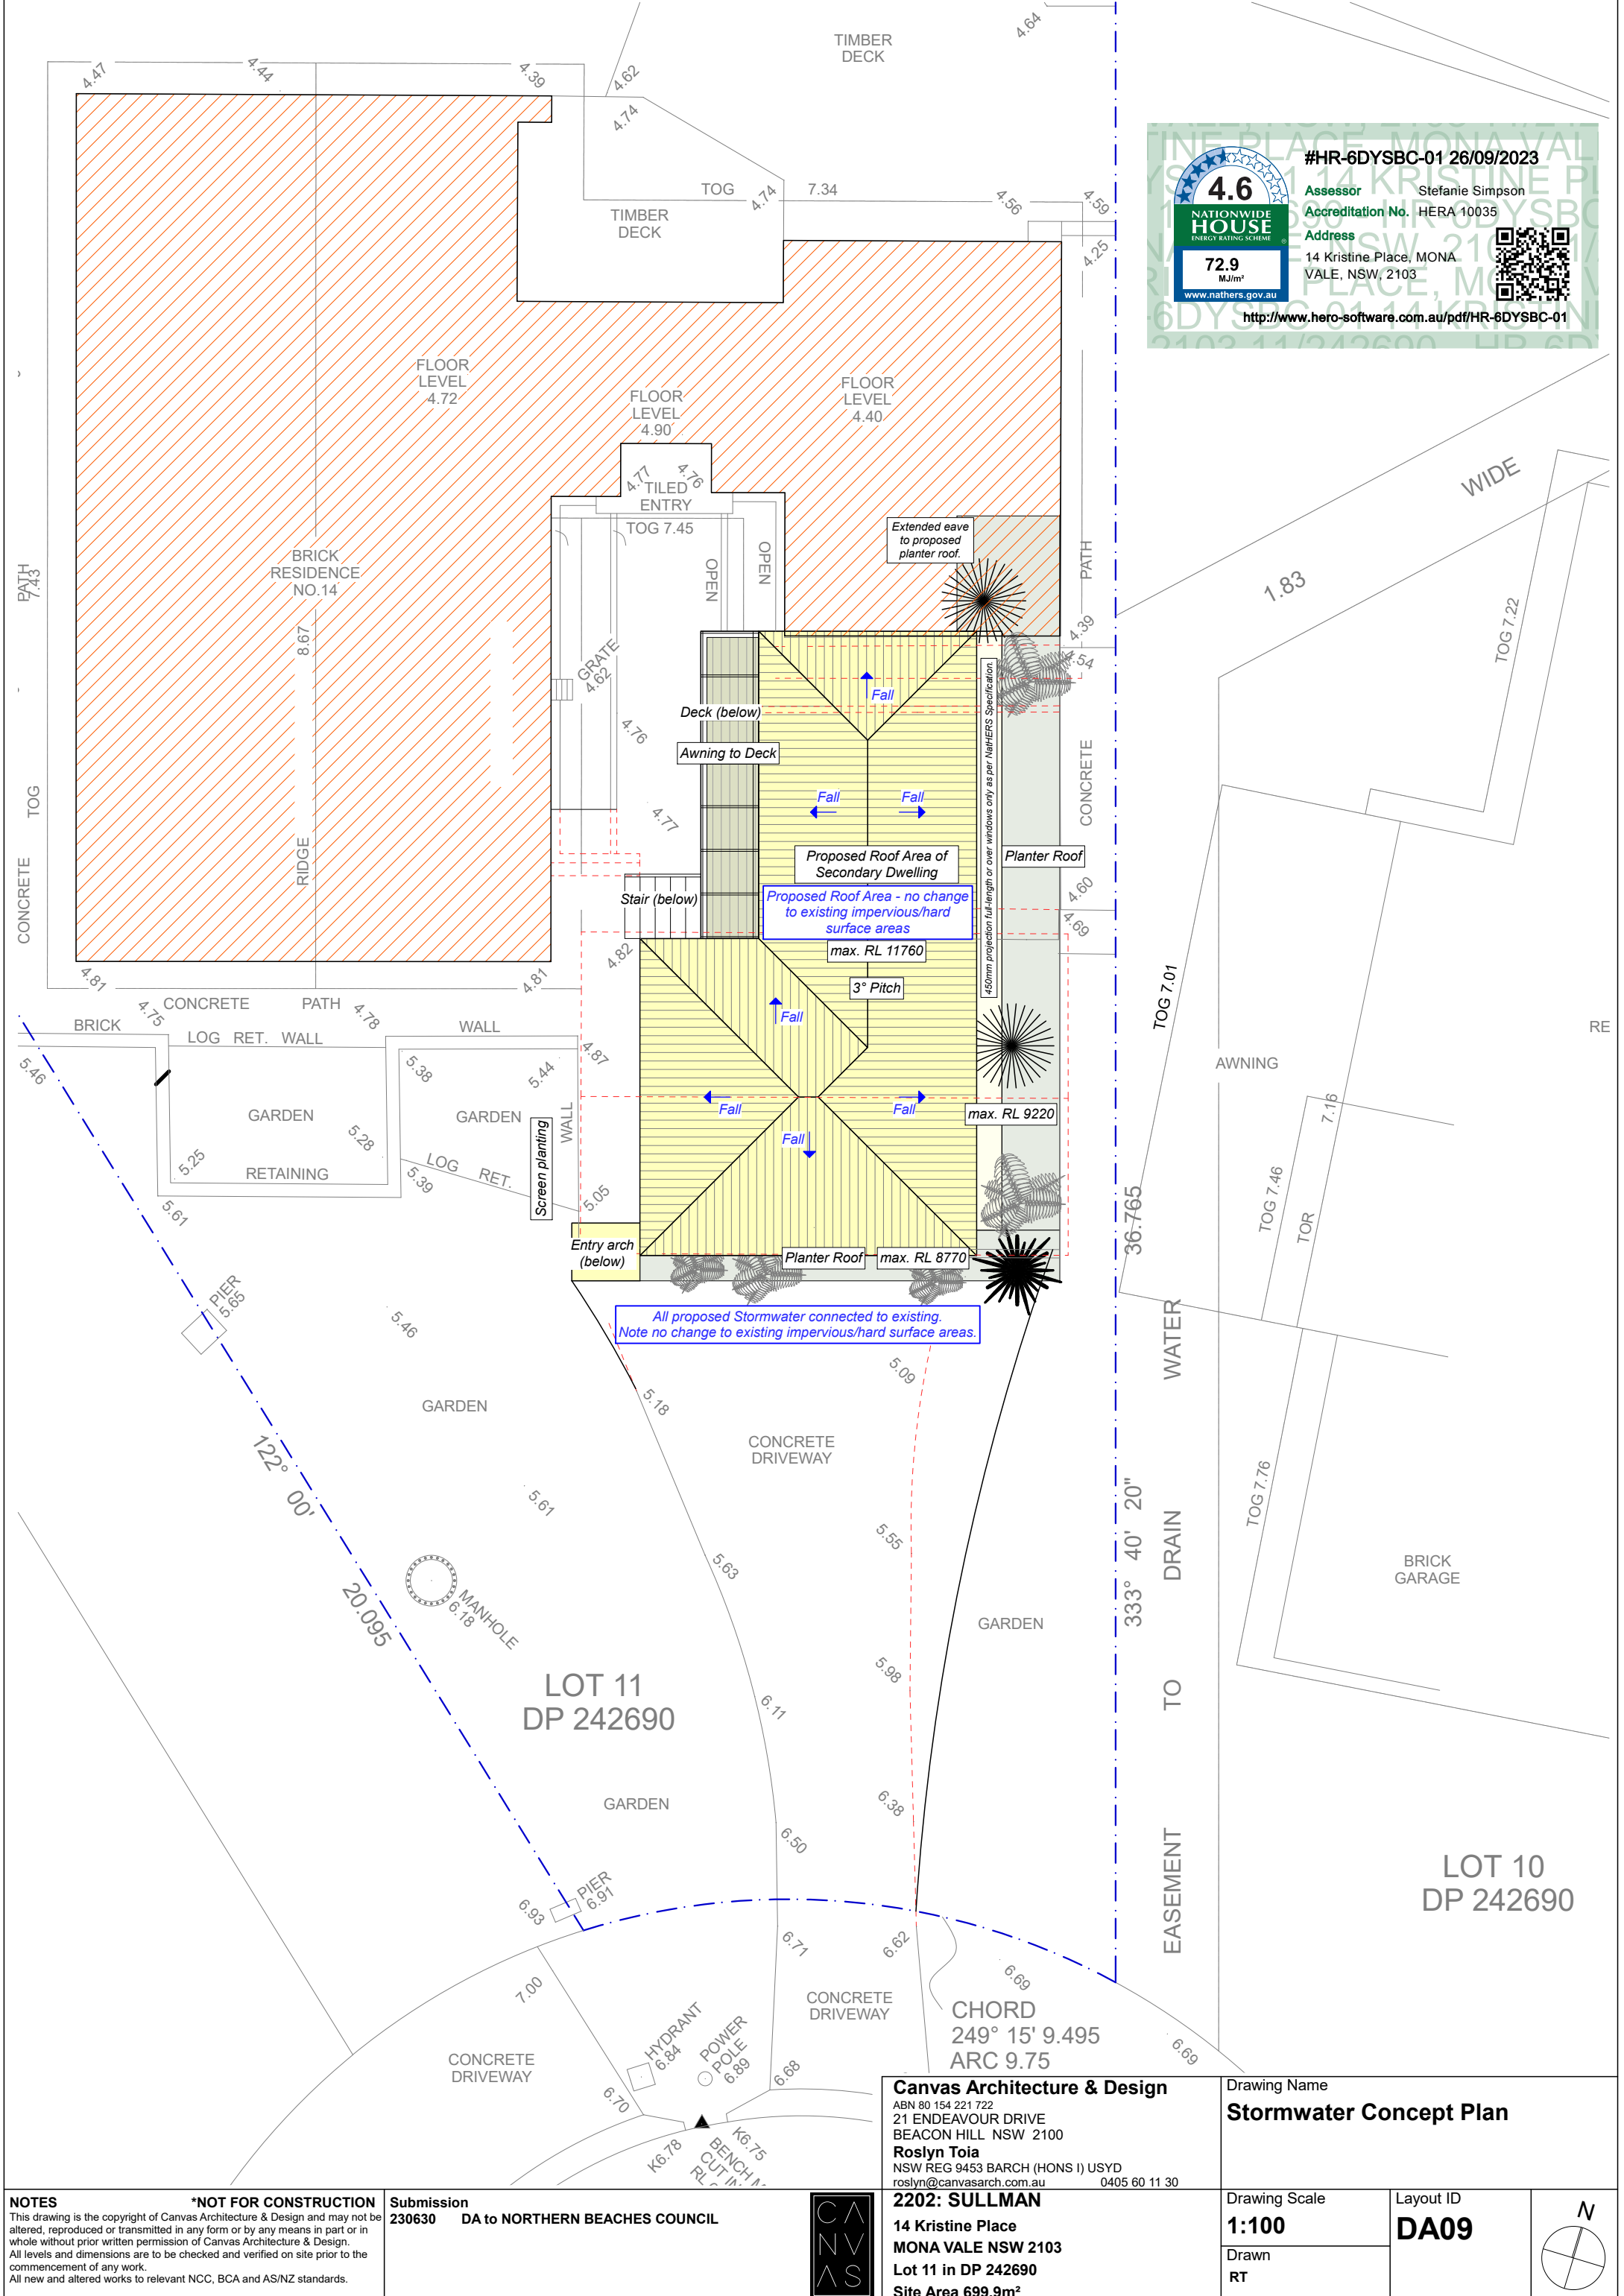 TIMBER
DECK
4.64
4.47
4.44
4.39
4.62
4.74
TOG
4.74
7.34
4.56
4.59
4.25
TIMBER
DECK
#HR-6DYSBC-01 26/09/2023
4.6
NATIONWIDE
HOUSE
ENERGY RATING SCHEME
72.9
MJ/m²
www.nathers.gov.au
Assessor Stefanie Simpson
Accreditation No. HERA 10035
Address
14 Kristine Place, MONA
VALE, NSW, 2103
http://www.hero-software.com.au/pdf/HR-6DYSBC-01
FLOOR
LEVEL
4.72
FLOOR
LEVEL
4.90
FLOOR
LEVEL
4.40
4.77
4.76
TILED
ENTRY
TOG 7.45
OPEN
OPEN
Extended eave
to proposed
planter roof.
PATH
WIDE
1.83
TOG 7.22
BRICK
RESIDENCE
NO.14
PATH
7.43
8.67
RIDGE
TOG
CONCRETE
GRATE
4.62
4.76
4.77
4.39
4.54
Fall
Deck (below)
Awning to Deck
Fall
Fall
CONCRETE
450mm projection full-length or over windows only as per NatHERS Specification.
Proposed Roof Area of
Secondary Dwelling
Planter Roof
Stair (below)
Proposed Roof Area - no change
to existing impervious/hard
surface areas
4.60
4.69
max. RL 11760
3° Pitch
4.82
4.81
4.81
CONCRETE PATH
4.75
4.78
BRICK
LOG RET. WALL
WALL
5.46
5.38
5.44
4.87
GARDEN
GARDEN
WALL
5.28
5.25
RETAINING
5.39
LOG RET.
5.61
5.05
Screen planting
Fall
Fall
Fall
Fall
max. RL 9220
TOG 7.01
AWNING
RE
7.16
TOG 7.46
TOR
36.765
Entry arch
(below)
Planter Roof
max. RL 8770
All proposed Stormwater connected to existing.
Note no change to existing impervious/hard surface areas.
PIER
5.65
5.46
GARDEN
5.18
5.09
CONCRETE
DRIVEWAY
122° 00'
20.095
5.61
5.63
5.55
MANHOLE
6.18
333° 40' 20"
EASEMENT TO DRAIN WATER
TOG 7.76
BRICK
GARAGE
GARDEN
LOT 11
DP 242690
6.11
5.98
GARDEN
6.50
6.38
LOT 10
DP 242690
PIER
6.91
6.93
6.71
6.62
6.69
7.00
CONCRETE
DRIVEWAY
CHORD
249° 15' 9.495
ARC 9.75
6.69
CONCRETE
DRIVEWAY
HYDRANT
6.84
POWER
POLE
6.89
6.68
6.70
K6.78
K6.75
BENCH
CUT IN
RL
Canvas Architecture & Design
ABN 80 154 221 722
21 ENDEAVOUR DRIVE
BEACON HILL NSW 2100
Roslyn Toia
NSW REG 9453 BARCH (HONS I) USYD
roslyn@canvasarch.com.au 0405 60 11 30
Drawing Name
Stormwater Concept Plan
NOTES *NOT FOR CONSTRUCTION
This drawing is the copyright of Canvas Architecture & Design and may not be
altered, reproduced or transmitted in any form or by any means in part or in
whole without prior written permission of Canvas Architecture & Design.
All levels and dimensions are to be checked and verified on site prior to the
commencement of any work.
All new and altered works to relevant NCC, BCA and AS/NZ standards.
Submission
230630 DA to NORTHERN BEACHES COUNCIL
CANVAS
2202: SULLMAN
14 Kristine Place
MONA VALE NSW 2103
Lot 11 in DP 242690
Site Area 699.9m²
Drawing Scale
1:100
Drawn
RT
Layout ID
DA09
N